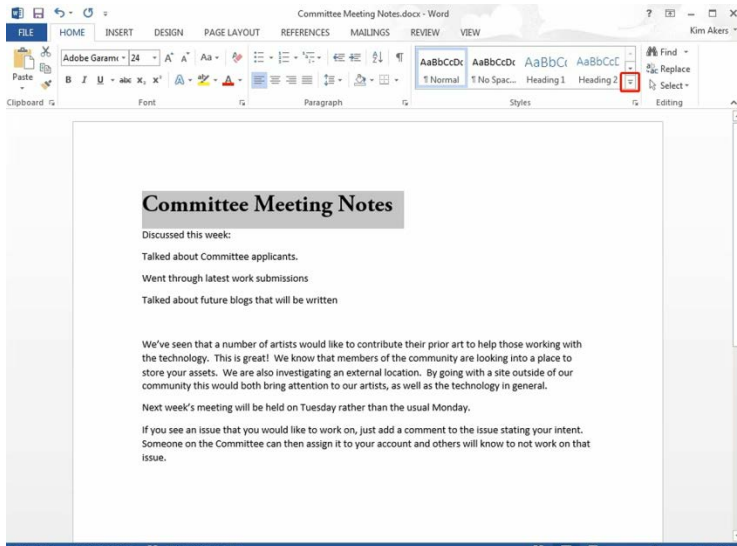 Committee Meeting Notes.docx - Word
FILE HOME INSERT DESIGN PAGE LAYOUT REFERENCES MAILINGS REVIEW VIEW Kim Akers
Paste
Adobe Garamc 24
Aa
B I U abc x₂ x²
AaBbCcDc AaBbCcDc AaBbCc AaBbCcC
¶ Normal ¶ No Spac... Heading 1 Heading 2
Find
Replace
Select
Clipboard Font Paragraph Styles Editing
Committee Meeting Notes
Discussed this week:
Talked about Committee applicants.
Went through latest work submissions
Talked about future blogs that will be written
We've seen that a number of artists would like to contribute their prior art to help those working with
the technology. This is great! We know that members of the community are looking into a place to
store your assets. We are also investigating an external location. By going with a site outside of our
community this would both bring attention to our artists, as well as the technology in general.
Next week's meeting will be held on Tuesday rather than the usual Monday.
If you see an issue that you would like to work on, just add a comment to the issue stating your intent.
Someone on the Committee can then assign it to your account and others will know to not work on that
issue.